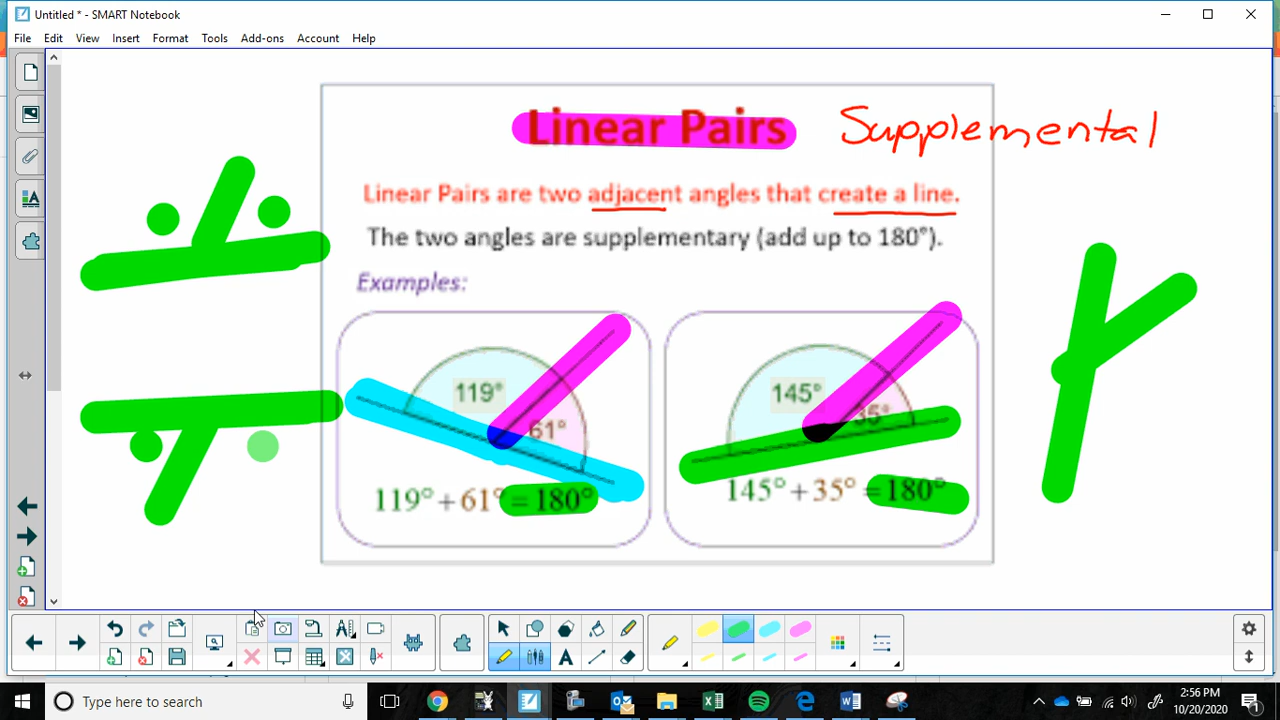 Untitled * - SMART Notebook
File Edit View Insert Format Tools Add-ons Account Help
Linear Pairs Supplemental
Linear Pairs are two adjacent angles that create a line.
The two angles are supplementary (add up to 180°).
Examples:
119° 61°
119° + 61° = 180°
145° 35°
145° + 35° = 180°
Type here to search
2:56 PM
10/20/2020